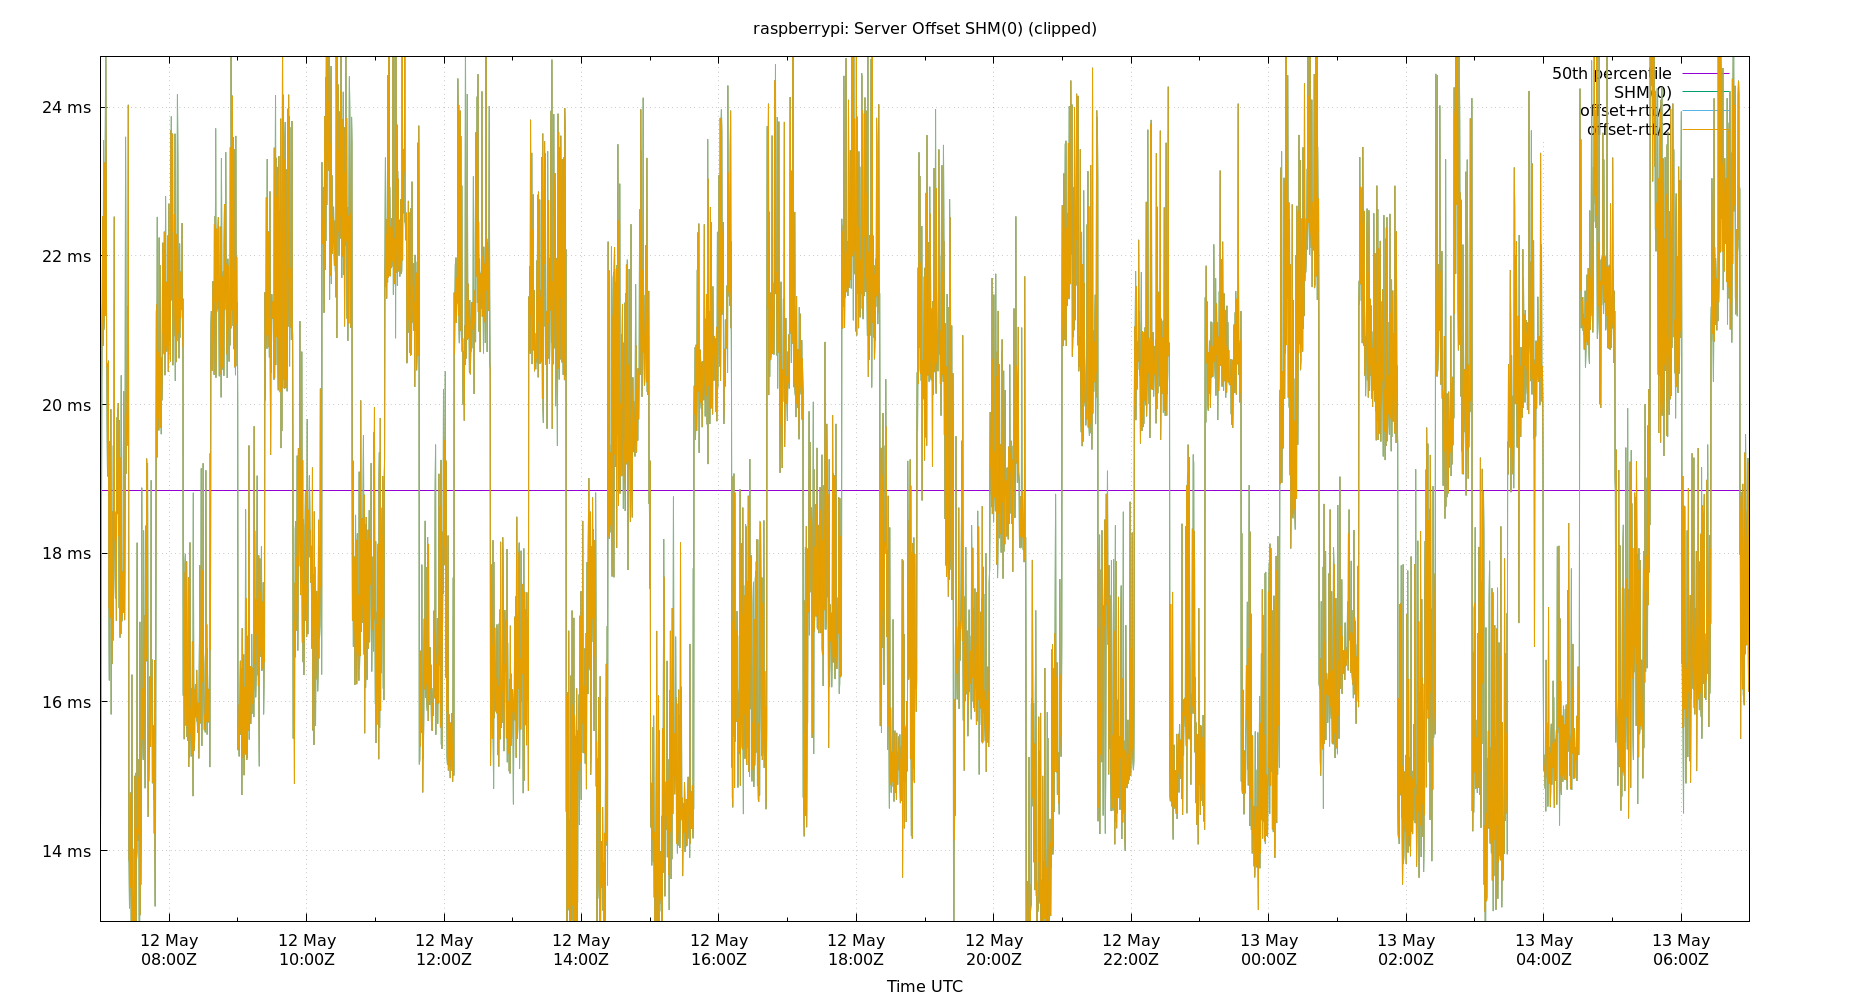 raspberrypi: Server Offset SHM(0) (clipped)
50th percentile
SHM(0)
offset+rtt/2
offset-rtt/2
24 ms
22 ms
20 ms
18 ms
16 ms
14 ms
12 May 12 May 12 May 12 May 12 May 12 May 12 May 12 May 13 May 13 May 13 May 13 May
08:00Z 10:00Z 12:00Z 14:00Z 16:00Z 18:00Z 20:00Z 22:00Z 00:00Z 02:00Z 04:00Z 06:00Z
Time UTC